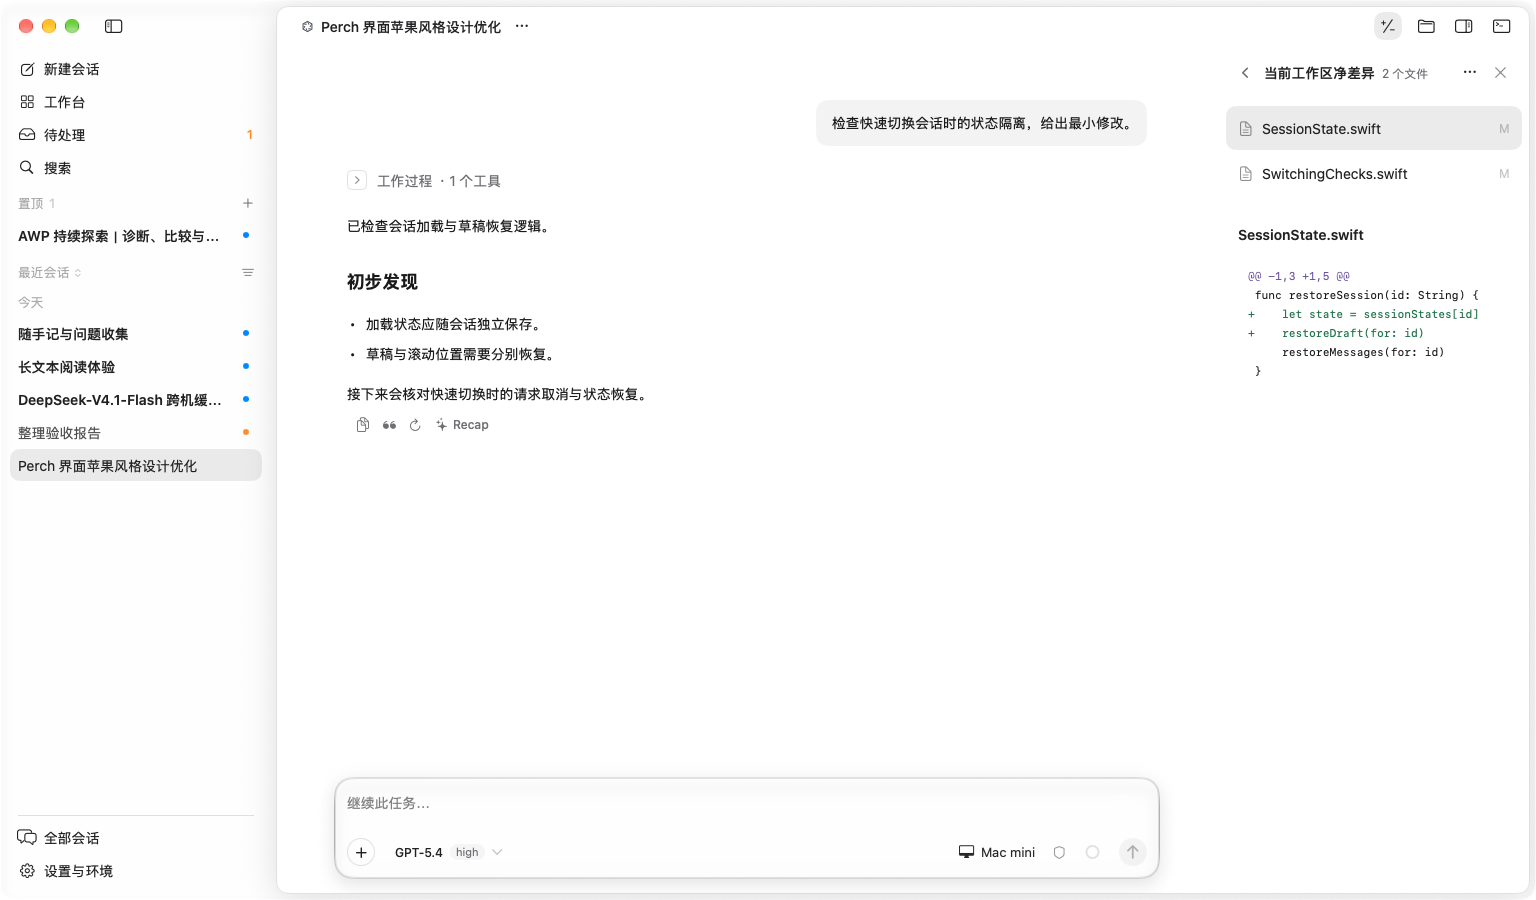 新建会话
工作台
待处理 1
搜索
置顶 1
AWP 持续探索 | 诊断、比较与...
最近会话
今天
随手记与问题收集
长文本阅读体验
DeepSeek-V4.1-Flash 跨机缓...
整理验收报告
Perch 界面苹果风格设计优化
全部会话
设置与环境
Perch 界面苹果风格设计优化
检查快速切换会话时的状态隔离，给出最小修改。
工作过程 · 1 个工具
已检查会话加载与草稿恢复逻辑。
初步发现
• 加载状态应随会话独立保存。
• 草稿与滚动位置需要分别恢复。
接下来会核对快速切换时的请求取消与状态恢复。
Recap
继续此任务...
GPT-5.4 high
Mac mini
当前工作区净差异 2 个文件
SessionState.swift M
SwitchingChecks.swift M
SessionState.swift
@@ -1,3 +1,5 @@
 func restoreSession(id: String) {
+    let state = sessionStates[id]
+    restoreDraft(for: id)
     restoreMessages(for: id)
 }